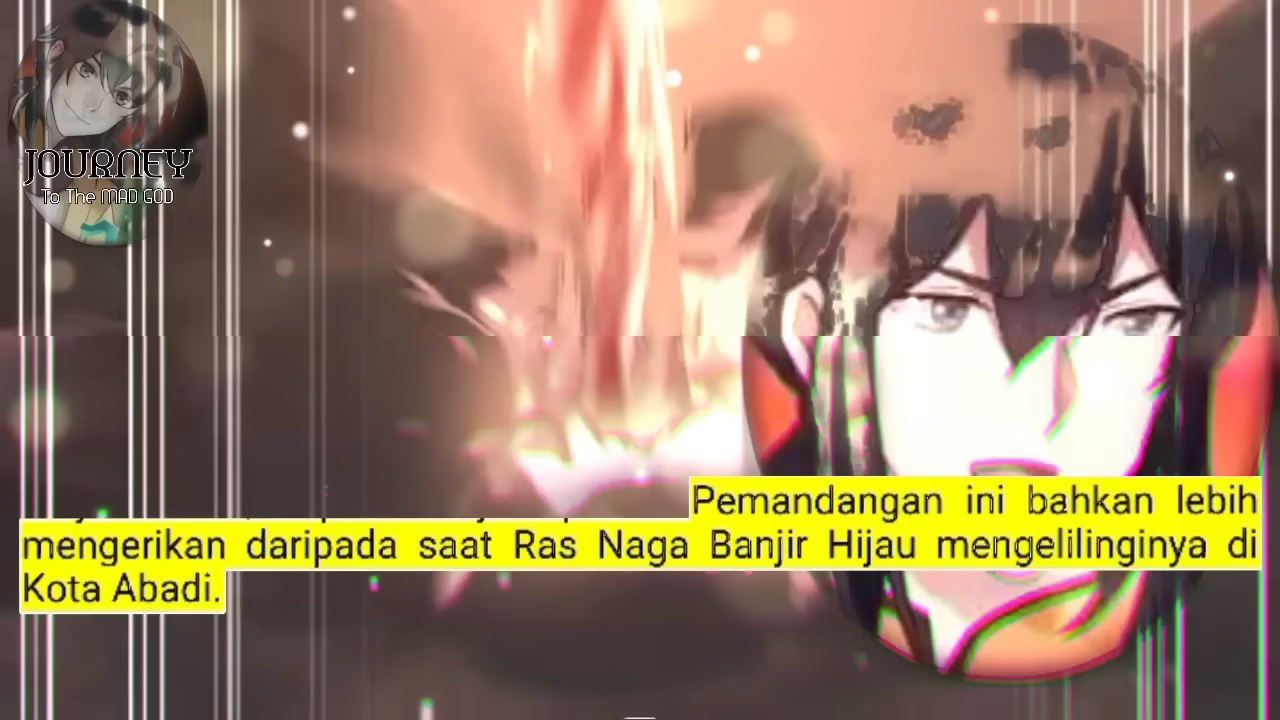 JOURNEY
To The MAD GOD
Pemandangan ini bahkan lebih
mengerikan daripada saat Ras Naga Banjir Hijau mengelilinginya di
Kota Abadi.